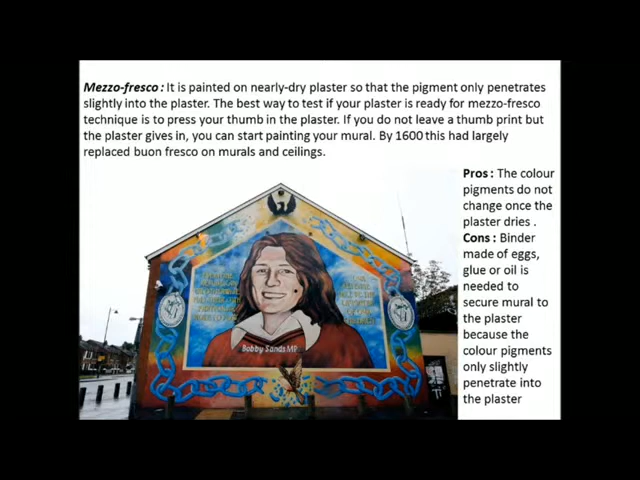 Mezzo-fresco : It is painted on nearly-dry plaster so that the pigment only penetrates
slightly into the plaster. The best way to test if your plaster is ready for mezzo-fresco
technique is to press your thumb in the plaster. If you do not leave a thumb print but
the plaster gives in, you can start painting your mural. By 1600 this had largely
replaced buon fresco on murals and ceilings.
Pros : The colour
pigments do not
change once the
plaster dries .
Cons : Binder
made of eggs,
glue or oil is
needed to
secure mural to
the plaster
because the
colour pigments
only slightly
penetrate into
the plaster
Bobby Sands MP